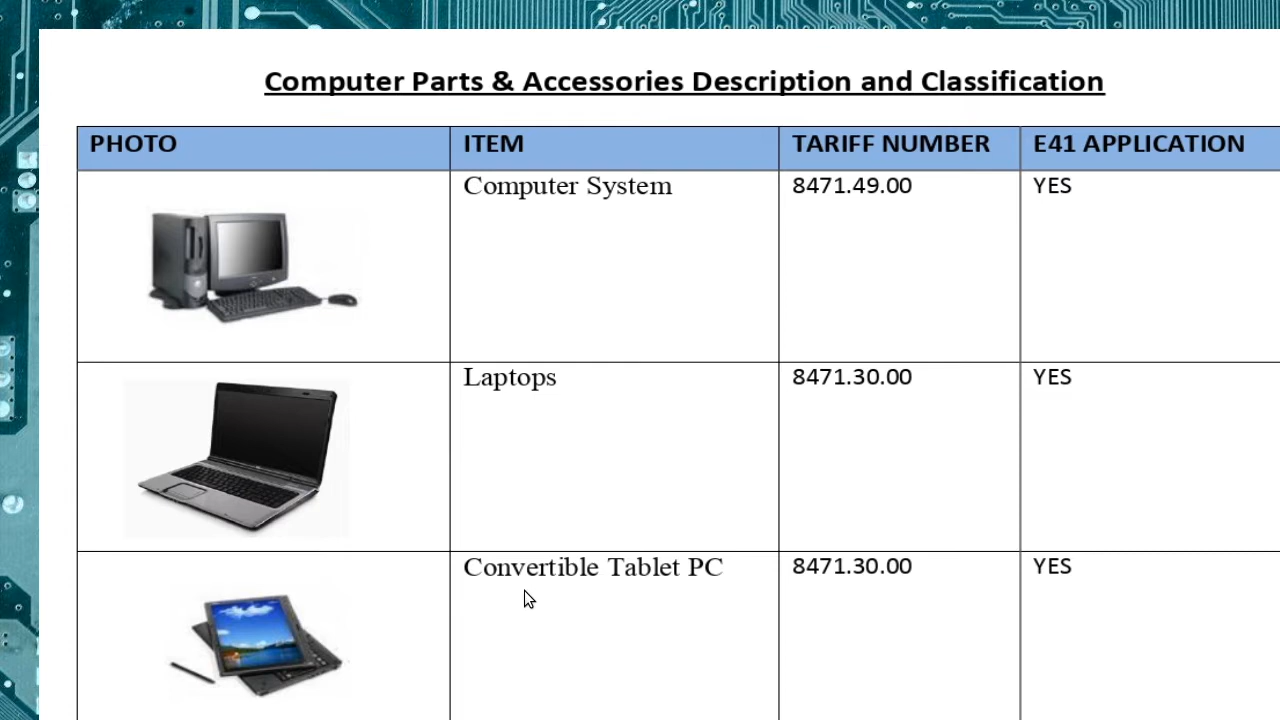 Computer Parts & Accessories Description and Classification
PHOTO ITEM TARIFF NUMBER E41 APPLICATION
Computer System 8471.49.00 YES
Laptops 8471.30.00 YES
Convertible Tablet PC 8471.30.00 YES